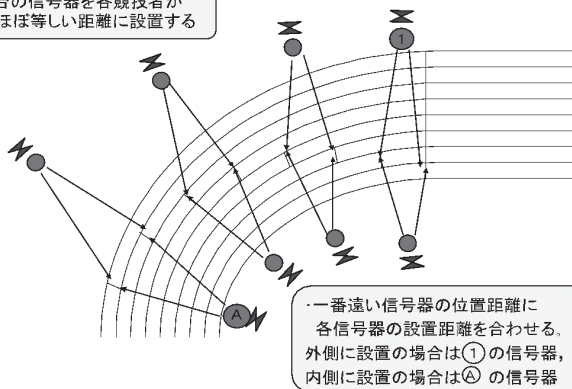 台の信号器を各競技者が
ほぼ等しい距離に設置する
1
A
・一番遠い信号器の位置距離に
各信号器の設置距離を合わせる。
外側に設置の場合は①の信号器，
内側に設置の場合はⒶの信号器